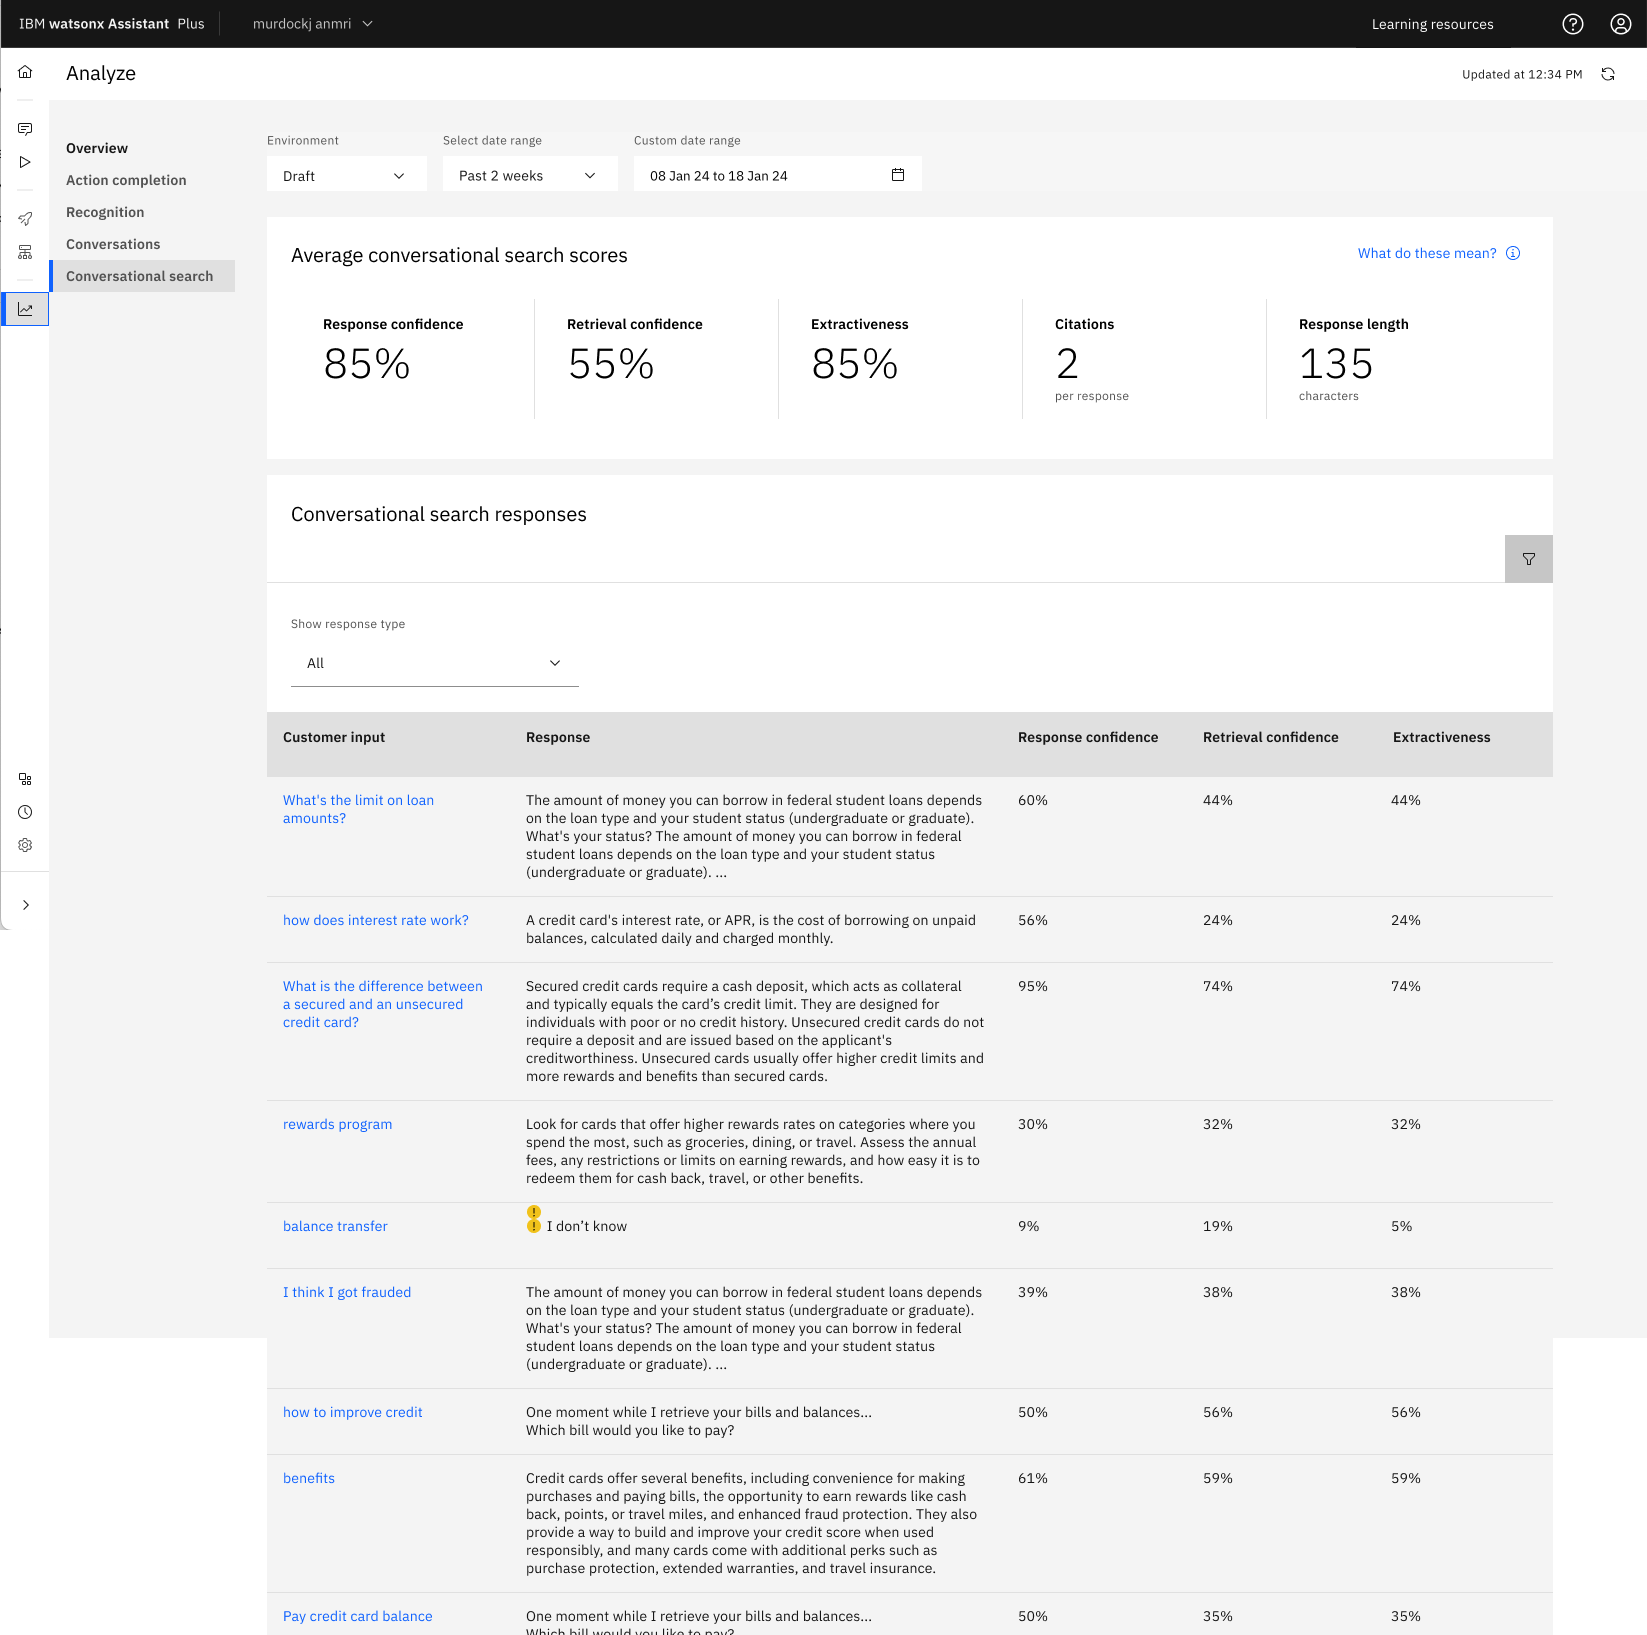 IBM watsonx Assistant Plus
murdockj anmri
Learning resources
Analyze
Updated at 12:34 PM
Overview
Action completion
Recognition
Conversations
Conversational search
Environment
Draft
Select date range
Past 2 weeks
Custom date range
08 Jan 24 to 18 Jan 24
Average conversational search scores
What do these mean?
Response confidence
85%
Retrieval confidence
55%
Extractiveness
85%
Citations
2
per response
Response length
135
characters
Conversational search responses
Show response type
All
Customer input Response Response confidence Retrieval confidence Extractiveness
What's the limit on loan
amounts?
The amount of money you can borrow in federal student loans depends
on the loan type and your student status (undergraduate or graduate).
What's your status? The amount of money you can borrow in federal
student loans depends on the loan type and your student status
(undergraduate or graduate). ...
60% 44% 44%
how does interest rate work?
A credit card's interest rate, or APR, is the cost of borrowing on unpaid
balances, calculated daily and charged monthly.
56% 24% 24%
What is the difference between
a secured and an unsecured
credit card?
Secured credit cards require a cash deposit, which acts as collateral
and typically equals the card’s credit limit. They are designed for
individuals with poor or no credit history. Unsecured credit cards do not
require a deposit and are issued based on the applicant's
creditworthiness. Unsecured cards usually offer higher credit limits and
more rewards and benefits than secured cards.
95% 74% 74%
rewards program
Look for cards that offer higher rewards rates on categories where you
spend the most, such as groceries, dining, or travel. Assess the annual
fees, any restrictions or limits on earning rewards, and how easy it is to
redeem them for cash back, travel, or other benefits.
30% 32% 32%
balance transfer
I don’t know
9% 19% 5%
I think I got frauded
The amount of money you can borrow in federal student loans depends
on the loan type and your student status (undergraduate or graduate).
What's your status? The amount of money you can borrow in federal
student loans depends on the loan type and your student status
(undergraduate or graduate). ...
39% 38% 38%
how to improve credit
One moment while I retrieve your bills and balances...
Which bill would you like to pay?
50% 56% 56%
benefits
Credit cards offer several benefits, including convenience for making
purchases and paying bills, the opportunity to earn rewards like cash
back, points, or travel miles, and enhanced fraud protection. They also
provide a way to build and improve your credit score when used
responsibly, and many cards come with additional perks such as
purchase protection, extended warranties, and travel insurance.
61% 59% 59%
Pay credit card balance
One moment while I retrieve your bills and balances...
Which bill would you like to pay?
50% 35% 35%